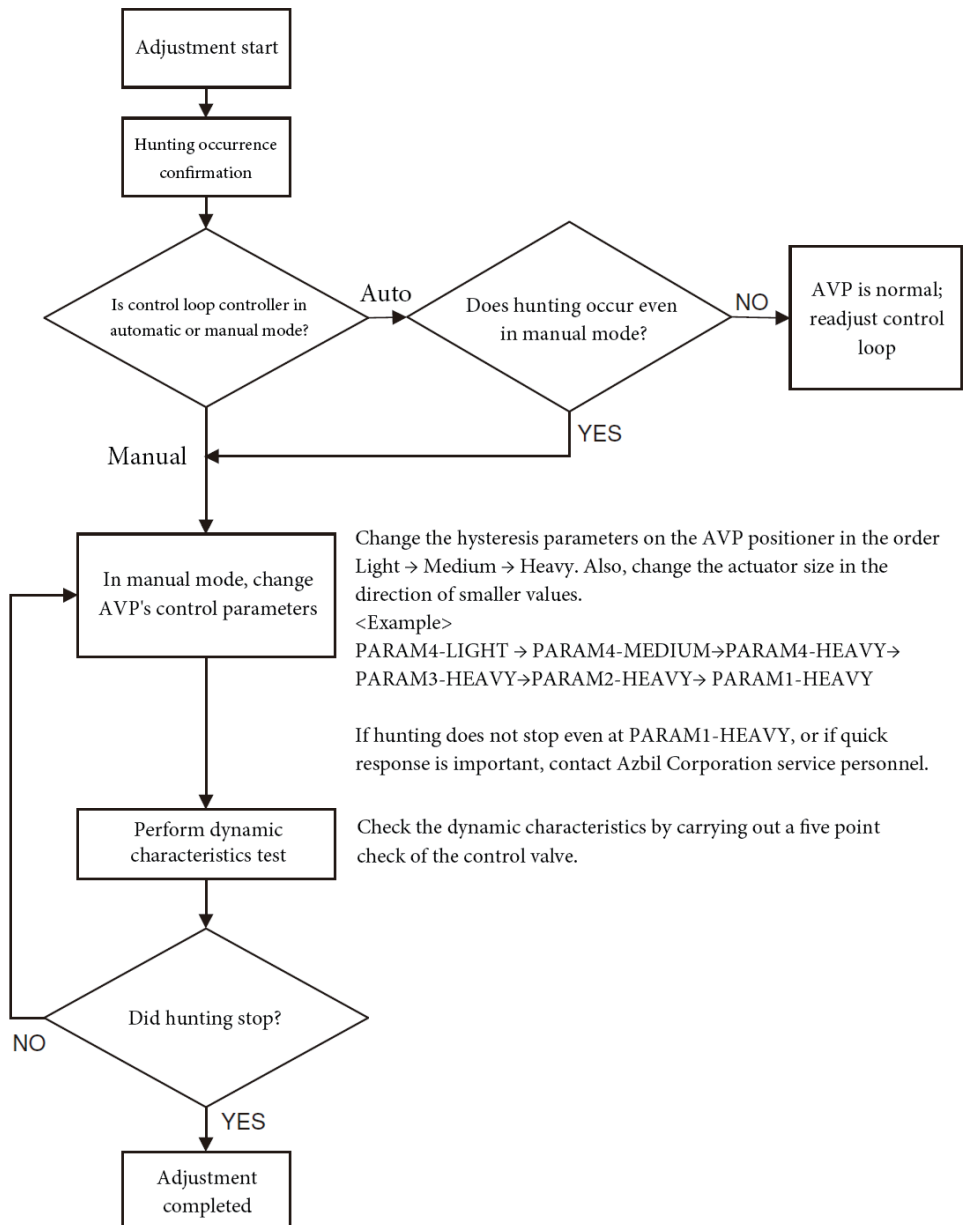 Adjustment start
Hunting occurrence
confirmation
Is control loop controller in
automatic or manual mode?
Auto
Does hunting occur even
in manual mode?
NO
AVP is normal;
readjust control
loop
YES
Manual
In manual mode, change
AVP's control parameters
Change the hysteresis parameters on the AVP positioner in the order
Light → Medium → Heavy. Also, change the actuator size in the
direction of smaller values.
<Example>
PARAM4-LIGHT → PARAM4-MEDIUM→PARAM4-HEAVY→
PARAM3-HEAVY→PARAM2-HEAVY→ PARAM1-HEAVY
If hunting does not stop even at PARAM1-HEAVY, or if quick
response is important, contact Azbil Corporation service personnel.
Perform dynamic
characteristics test
Check the dynamic characteristics by carrying out a five point
check of the control valve.
Did hunting stop?
NO
YES
Adjustment
completed